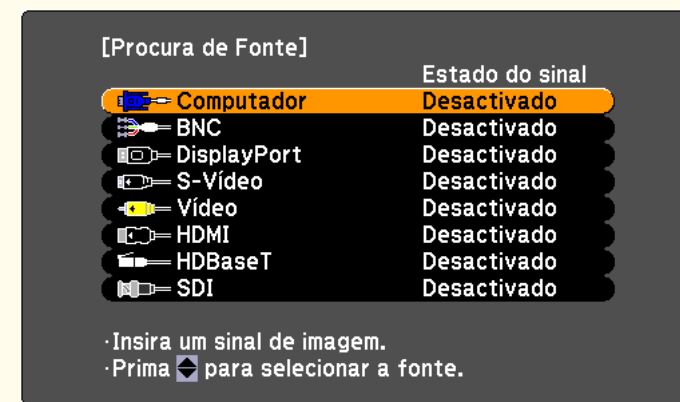 [Procura de Fonte]
Estado do sinal
Computador Desactivado
BNC Desactivado
DisplayPort Desactivado
S-Vídeo Desactivado
Vídeo Desactivado
HDMI Desactivado
HDBaseT Desactivado
SDI Desactivado
·Insira um sinal de imagem.
·Prima para selecionar a fonte.